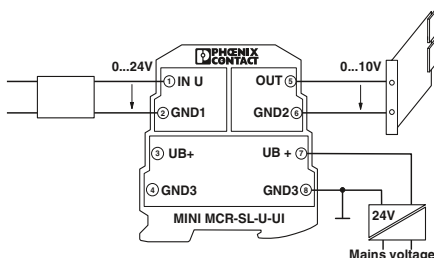 PHŒNIX
CONTACT
0...24V
1 IN U
OUT 5
0...10V
2 GND1
GND2 6
3 UB+
UB + 7
4 GND3
GND3 8
MINI MCR-SL-U-UI
24V
Mains voltage